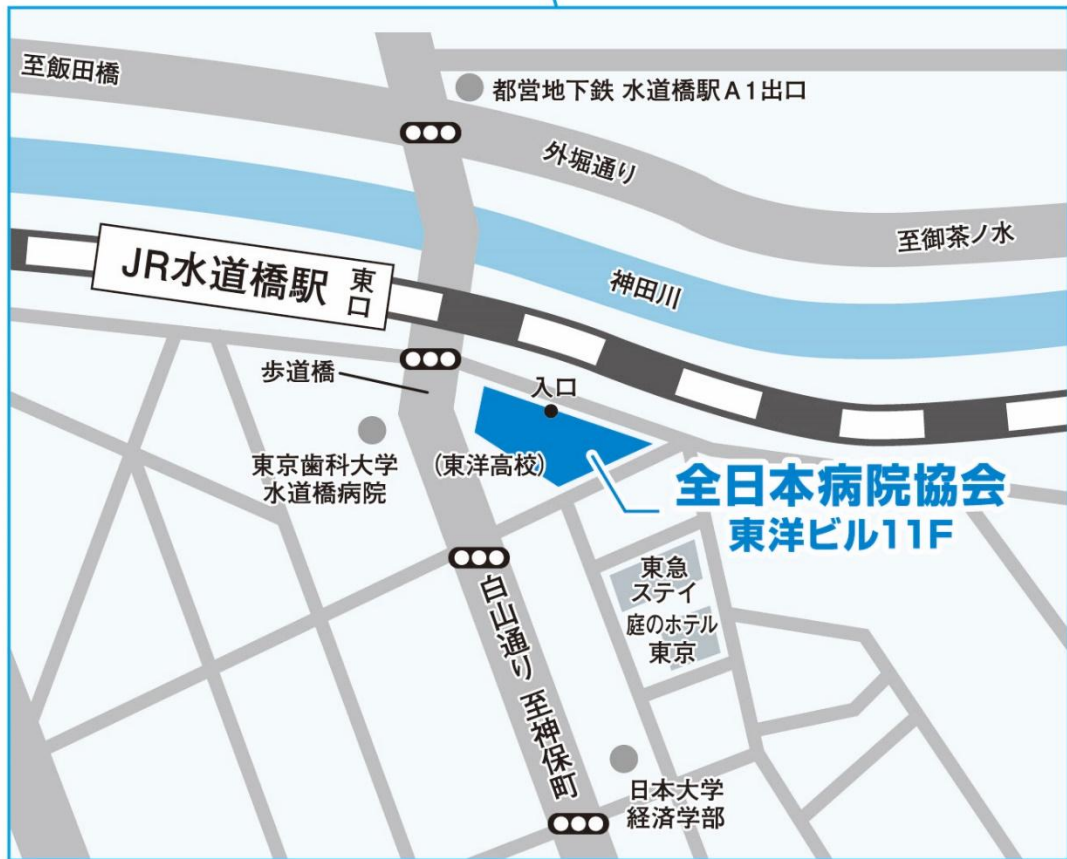 至飯田橋
都営地下鉄 水道橋駅A1出口
外堀通り
至御茶ノ水
JR水道橋駅
東口
神田川
歩道橋
入口
東京歯科大学
水道橋病院
(東洋高校)
全日本病院協会
東洋ビル11F
東急
ステイ
庭のホテル
東京
白山通り 至神保町
日本大学
経済学部